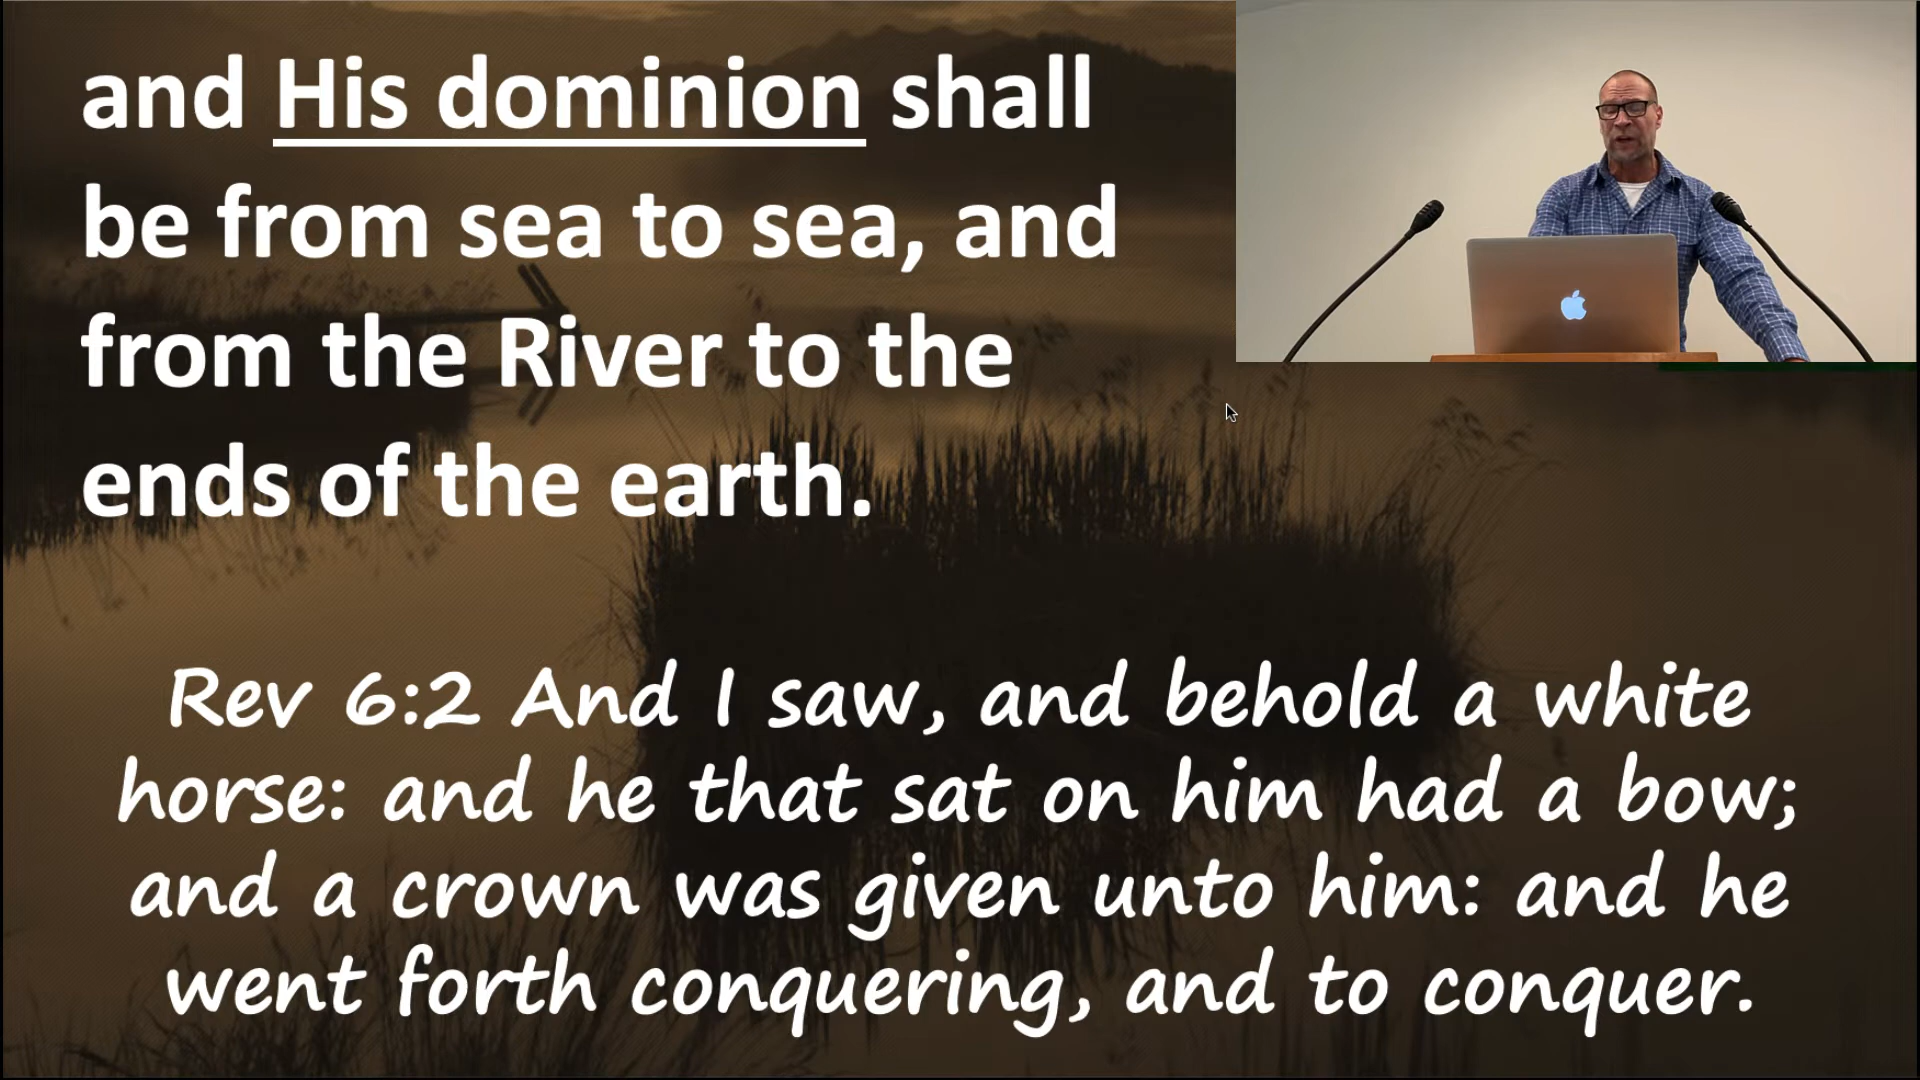 and His dominion shall
be from sea to sea, and
from the River to the
ends of the earth.
Rev 6:2 And I saw, and behold a white
horse: and he that sat on him had a bow;
and a crown was given unto him: and he
went forth conquering, and to conquer.